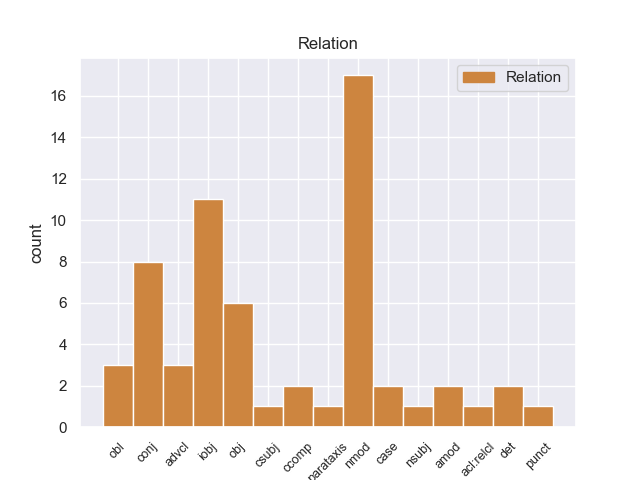 Relation
Relation
count
16
14
12
10
8
6
4
2
0
obl conj advcl iobj obj csubj ccomp parataxis nmod case nsubj amod acl:relcl det punct